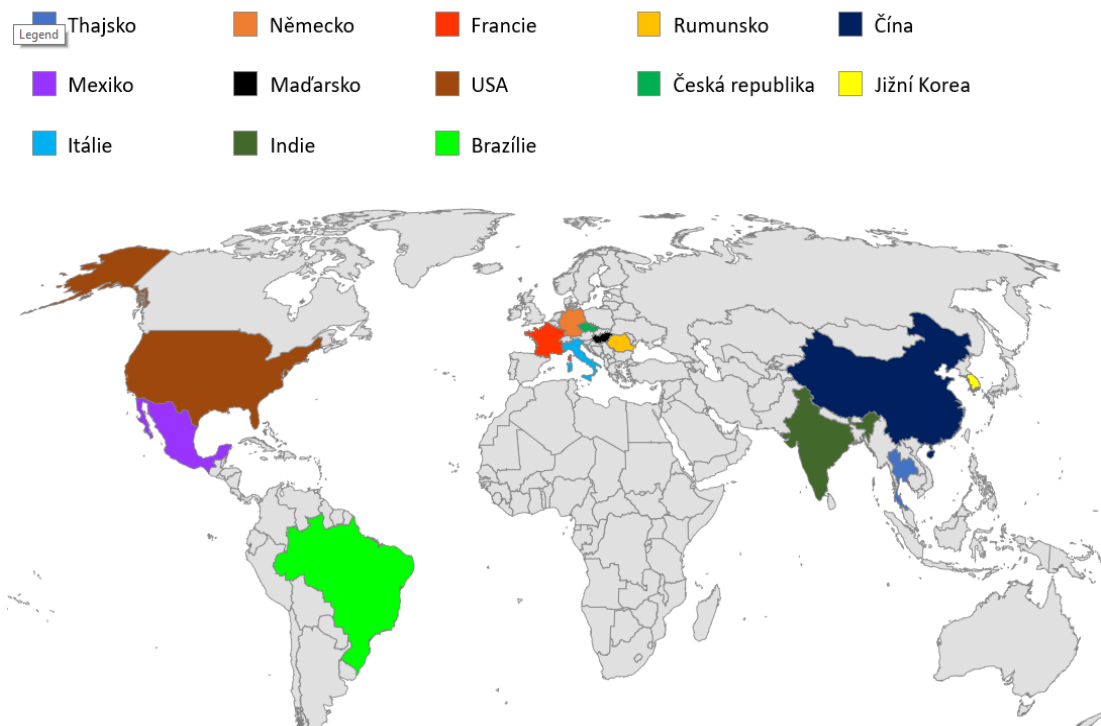 Thajsko Německo Francie Rumunsko Čína
Legend
Mexiko Maďarsko USA Česká republika Jižní Korea
Itálie Indie Brazílie